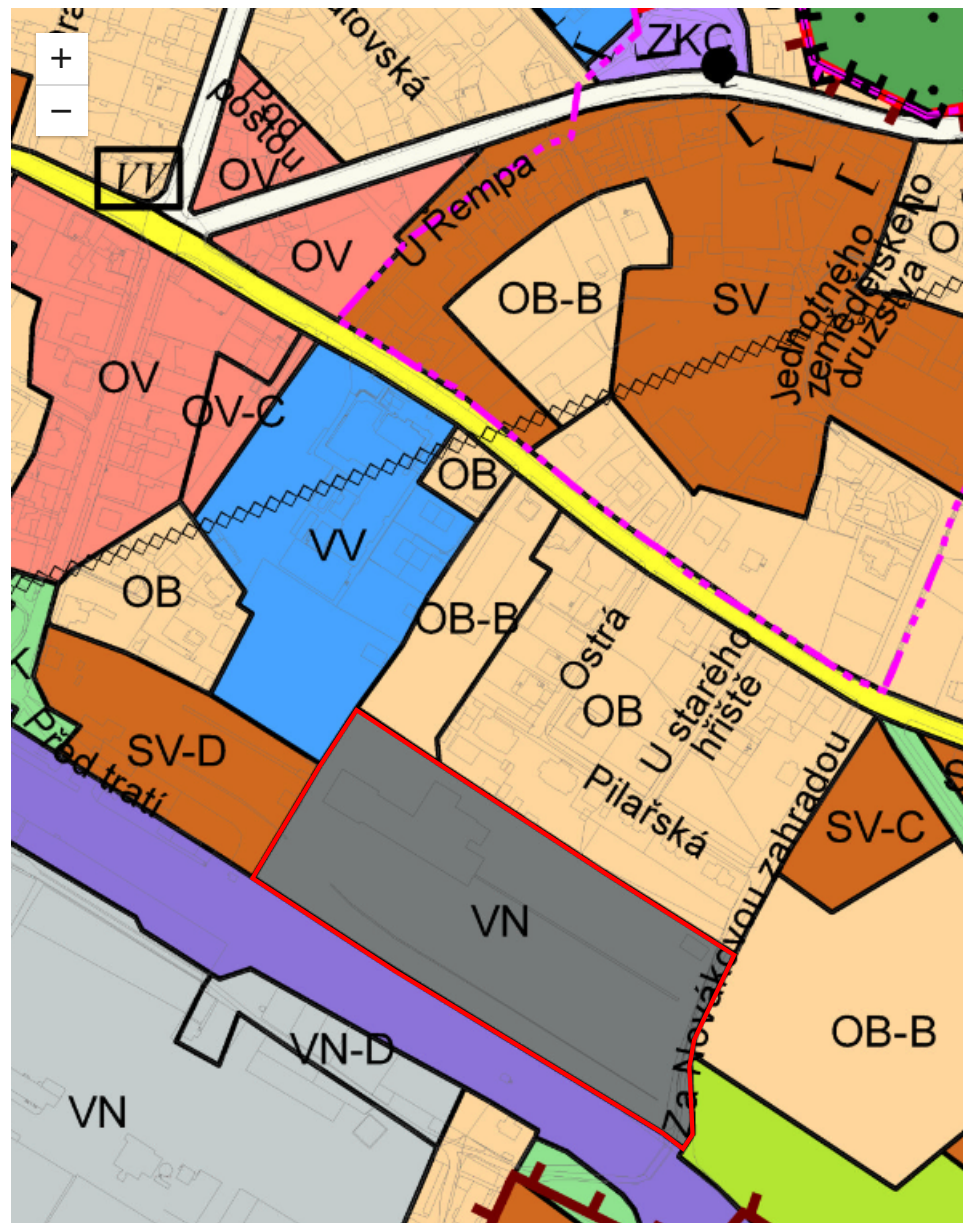 +
−
ZKC
Pod
poštou
OV
VV
U Rempa
OV
OB-B
SV
Jednotného
zemědělského
družstva
OV
OV-C
OB
VV
OB
OB-B
Ostrá
OB
U starého
hřiště
Pilařská
SV-D
Před tratí
Za Novákovou zahradou
SV-C
VN
OB-B
VN-D
VN